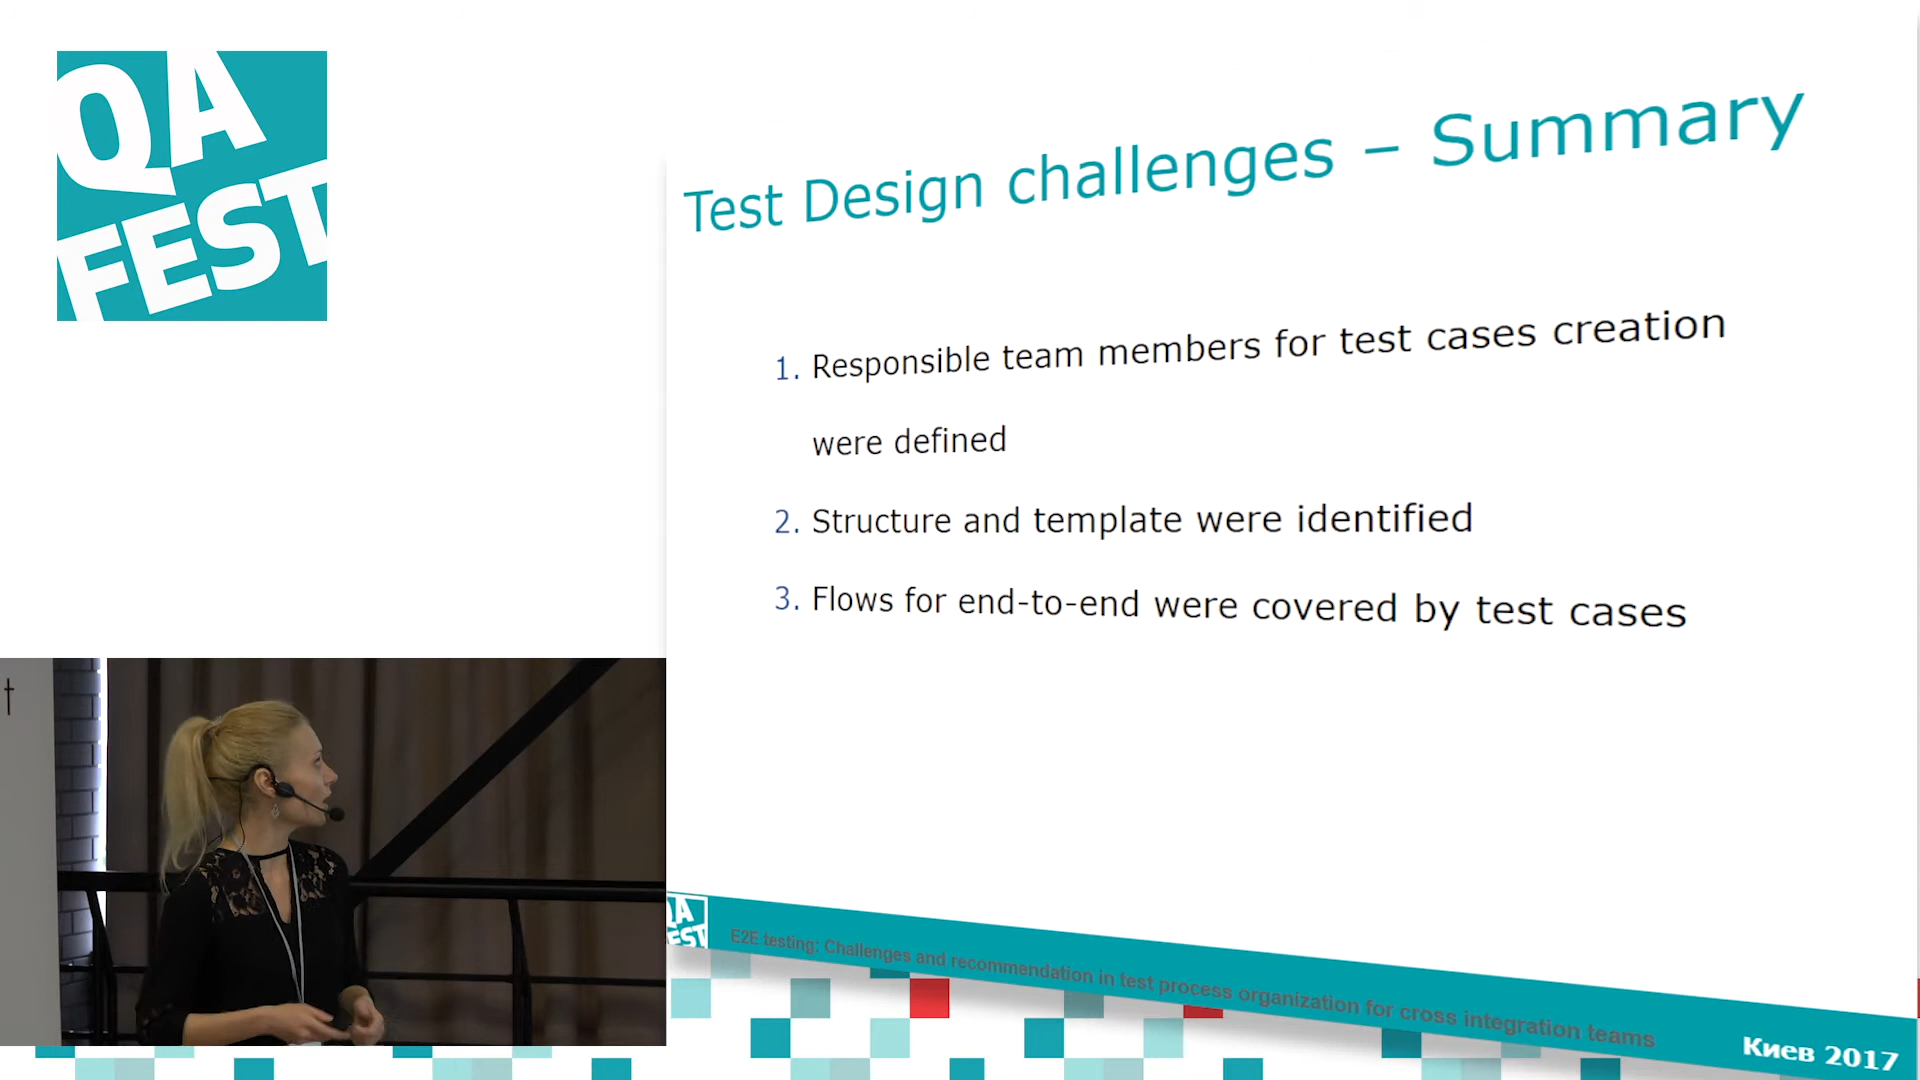 QA
FEST
Test Design challenges – Summary
1. Responsible team members for test cases creation
were defined
2. Structure and template were identified
3. Flows for end-to-end were covered by test cases
t
QA
FEST
E2E testing: Challenges and recommendation in test process organization for cross integration teams
Киев 2017